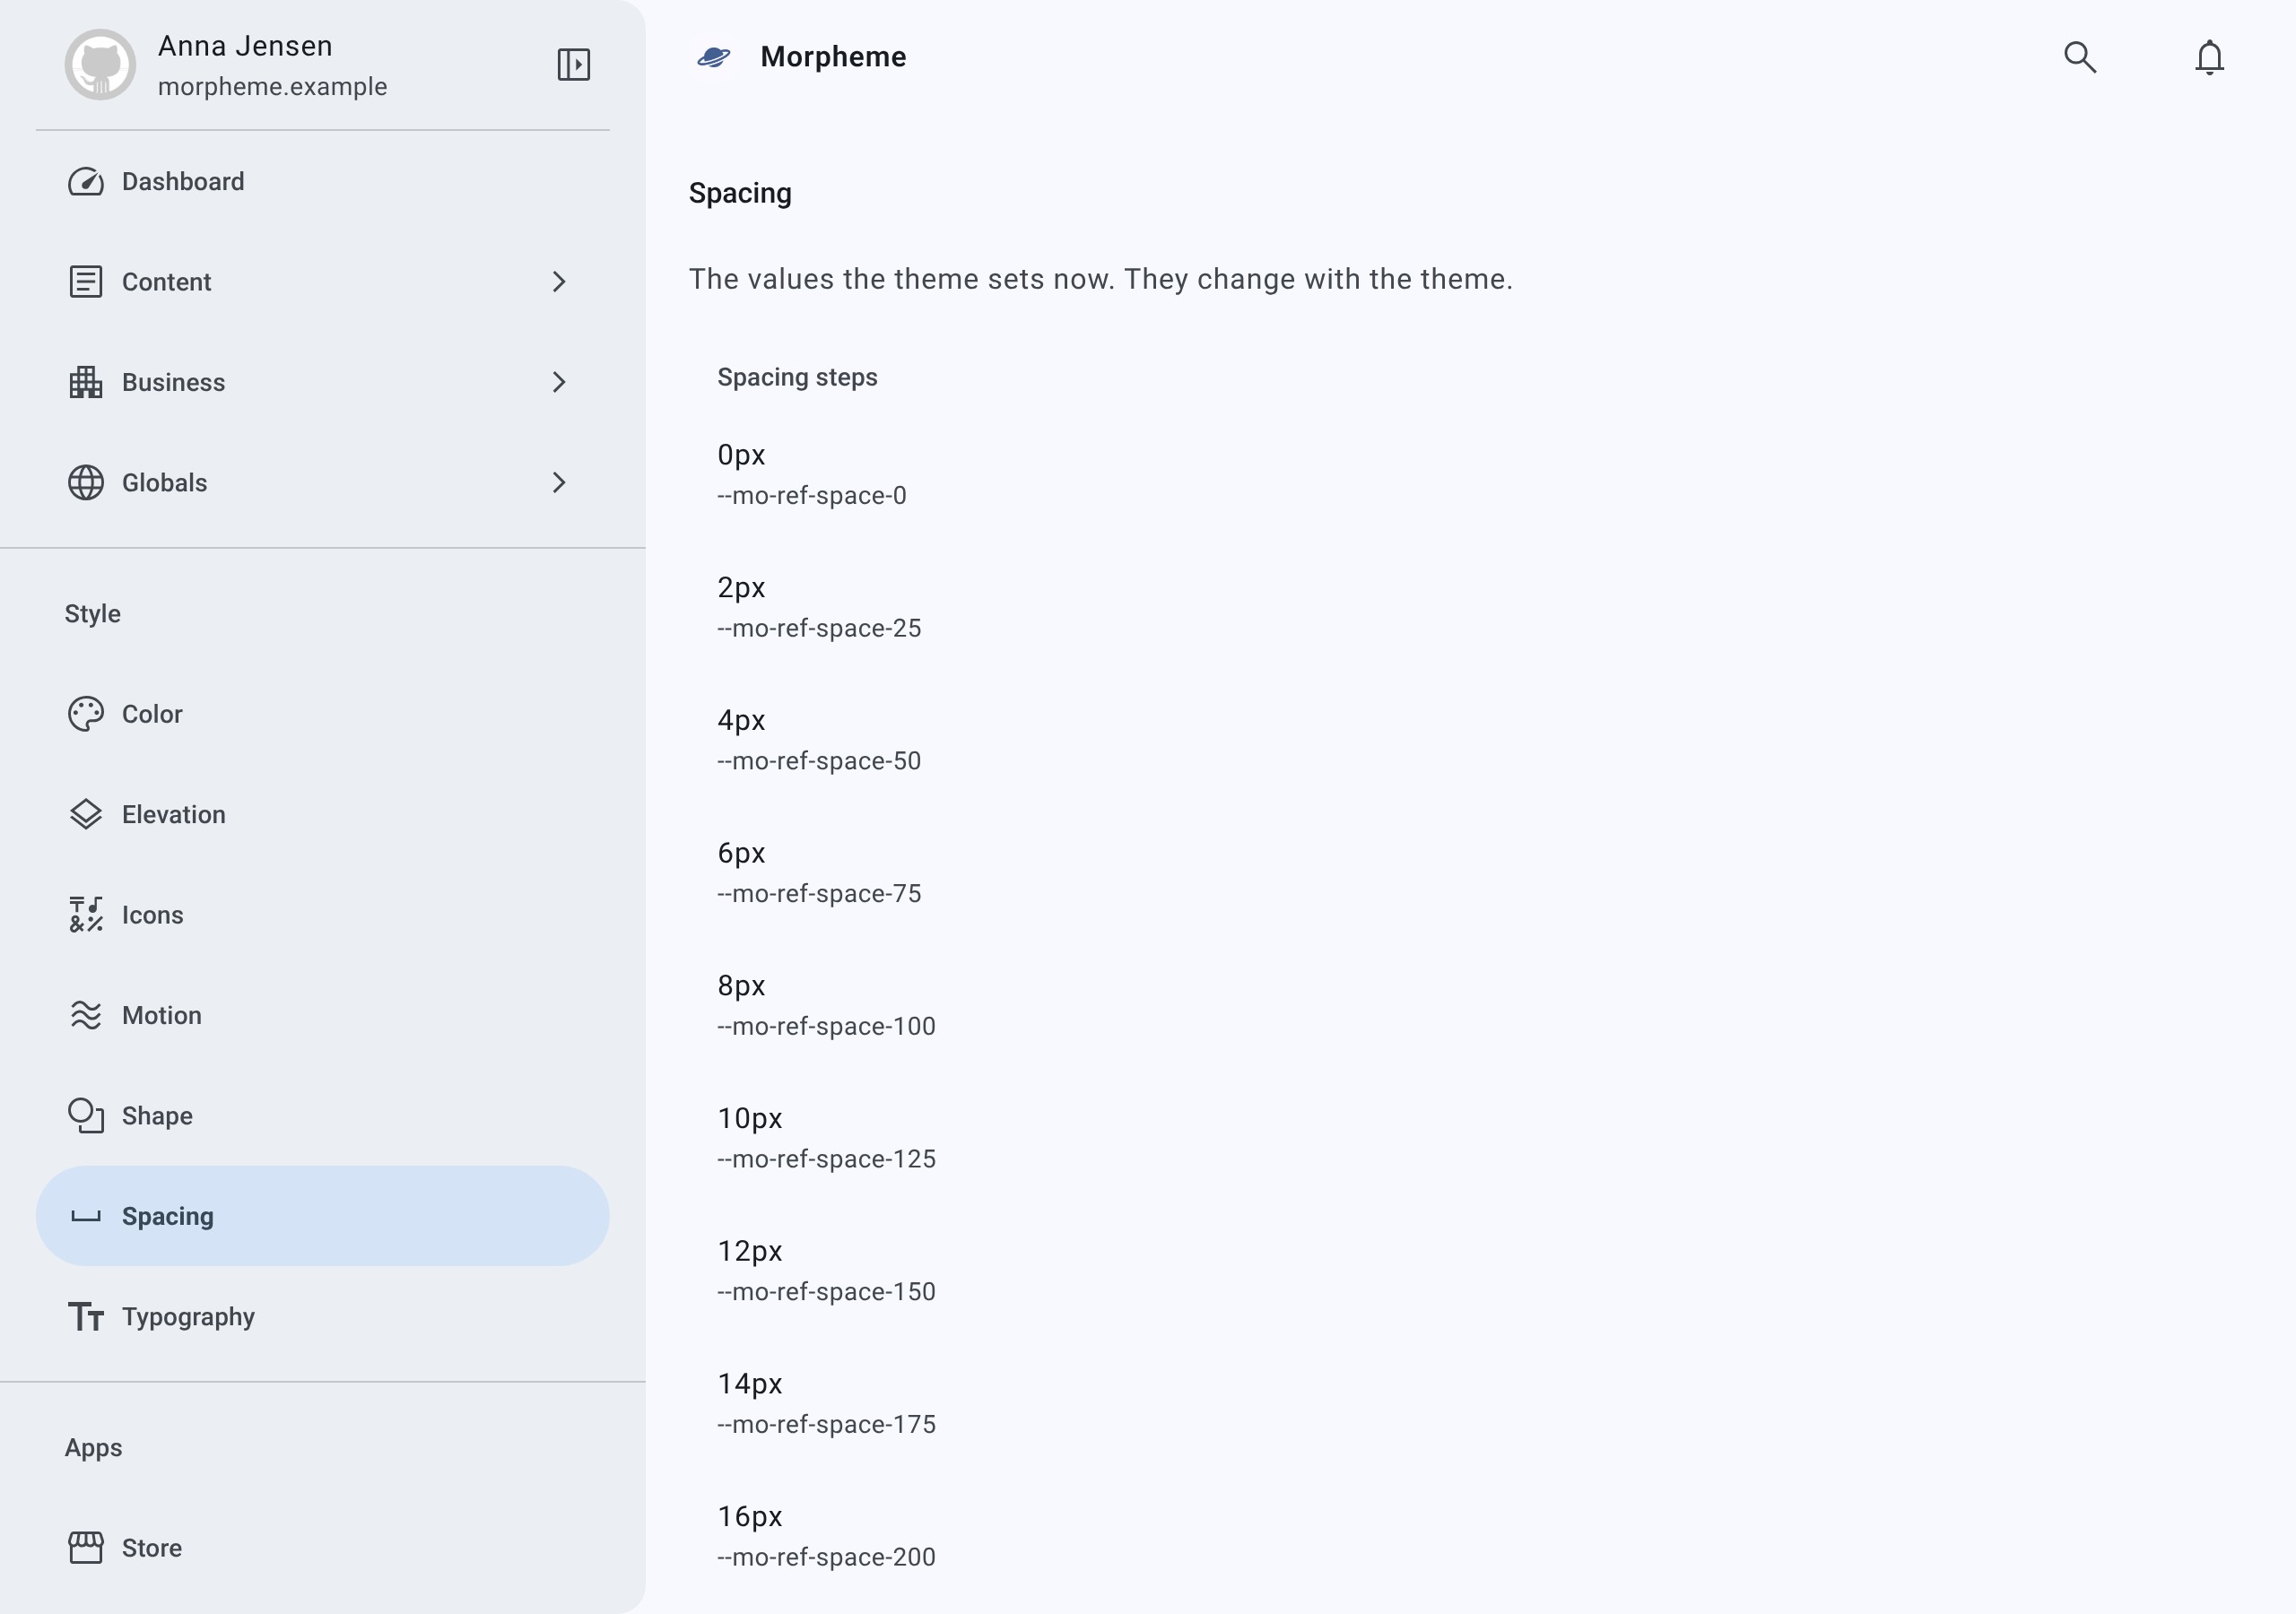 Anna Jensen
morpheme.example
Dashboard
Content
Business
Globals
Style
Color
Elevation
Icons
Motion
Shape
Spacing
Typography
Apps
Store
Morpheme
Spacing
The values the theme sets now. They change with the theme.
Spacing steps
0px
--mo-ref-space-0
2px
--mo-ref-space-25
4px
--mo-ref-space-50
6px
--mo-ref-space-75
8px
--mo-ref-space-100
10px
--mo-ref-space-125
12px
--mo-ref-space-150
14px
--mo-ref-space-175
16px
--mo-ref-space-200